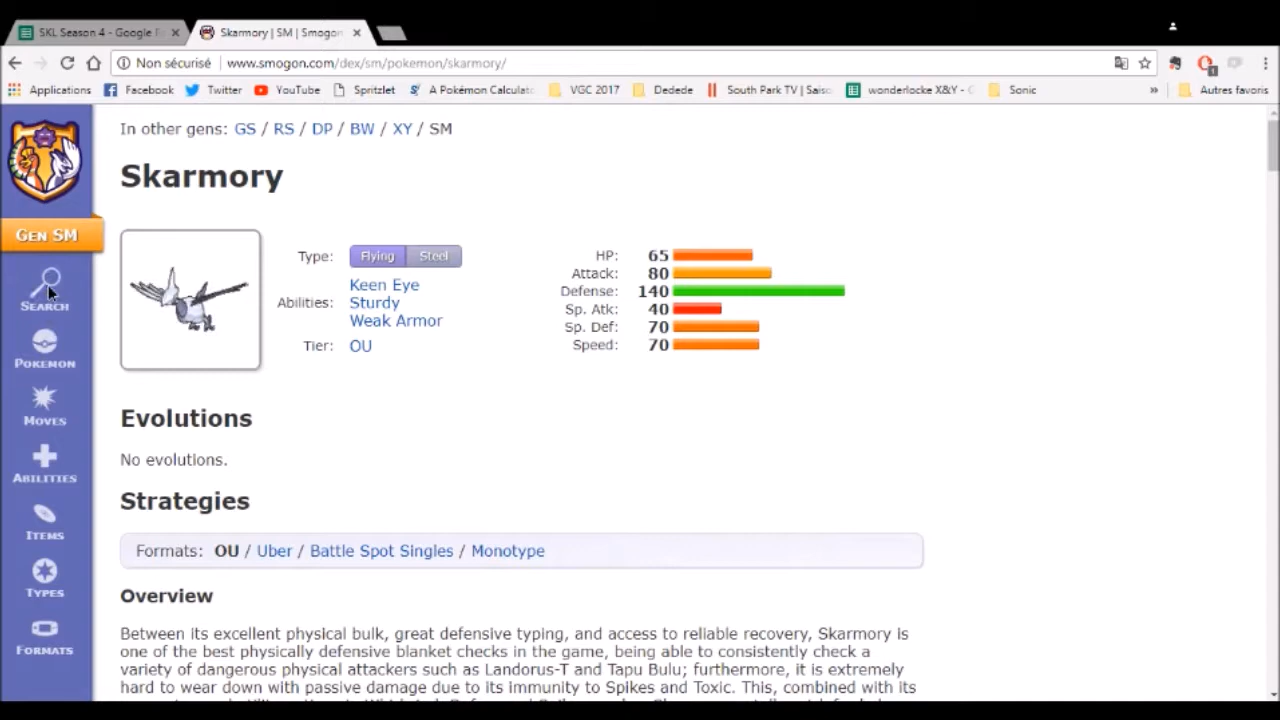 SKL Season 4 - Google F
Skarmory | SM | Smogon
Non sécurisé
www.smogon.com/dex/sm/pokemon/skarmory/
Applications Facebook Twitter YouTube Spritzlet A Pokémon Calculato VGC 2017 Dedede South Park TV | Saiso wonderlocke X&Y - Sonic » Autres favoris
In other gens: GS / RS / DP / BW / XY / SM
Skarmory
GEN SM
SEARCH
POKEMON
MOVES
ABILITIES
ITEMS
TYPES
FORMATS
Type: Flying Steel
Abilities: Keen Eye
Sturdy
Weak Armor
Tier: OU
HP: 65
Attack: 80
Defense: 140
Sp. Atk: 40
Sp. Def: 70
Speed: 70
Evolutions
No evolutions.
Strategies
Formats: OU / Uber / Battle Spot Singles / Monotype
Overview
Between its excellent physical bulk, great defensive typing, and access to reliable recovery, Skarmory is
one of the best physically defensive blanket checks in the game, being able to consistently check a
variety of dangerous physical attackers such as Landorus-T and Tapu Bulu; furthermore, it is extremely
hard to wear down with passive damage due to its immunity to Spikes and Toxic. This, combined with its